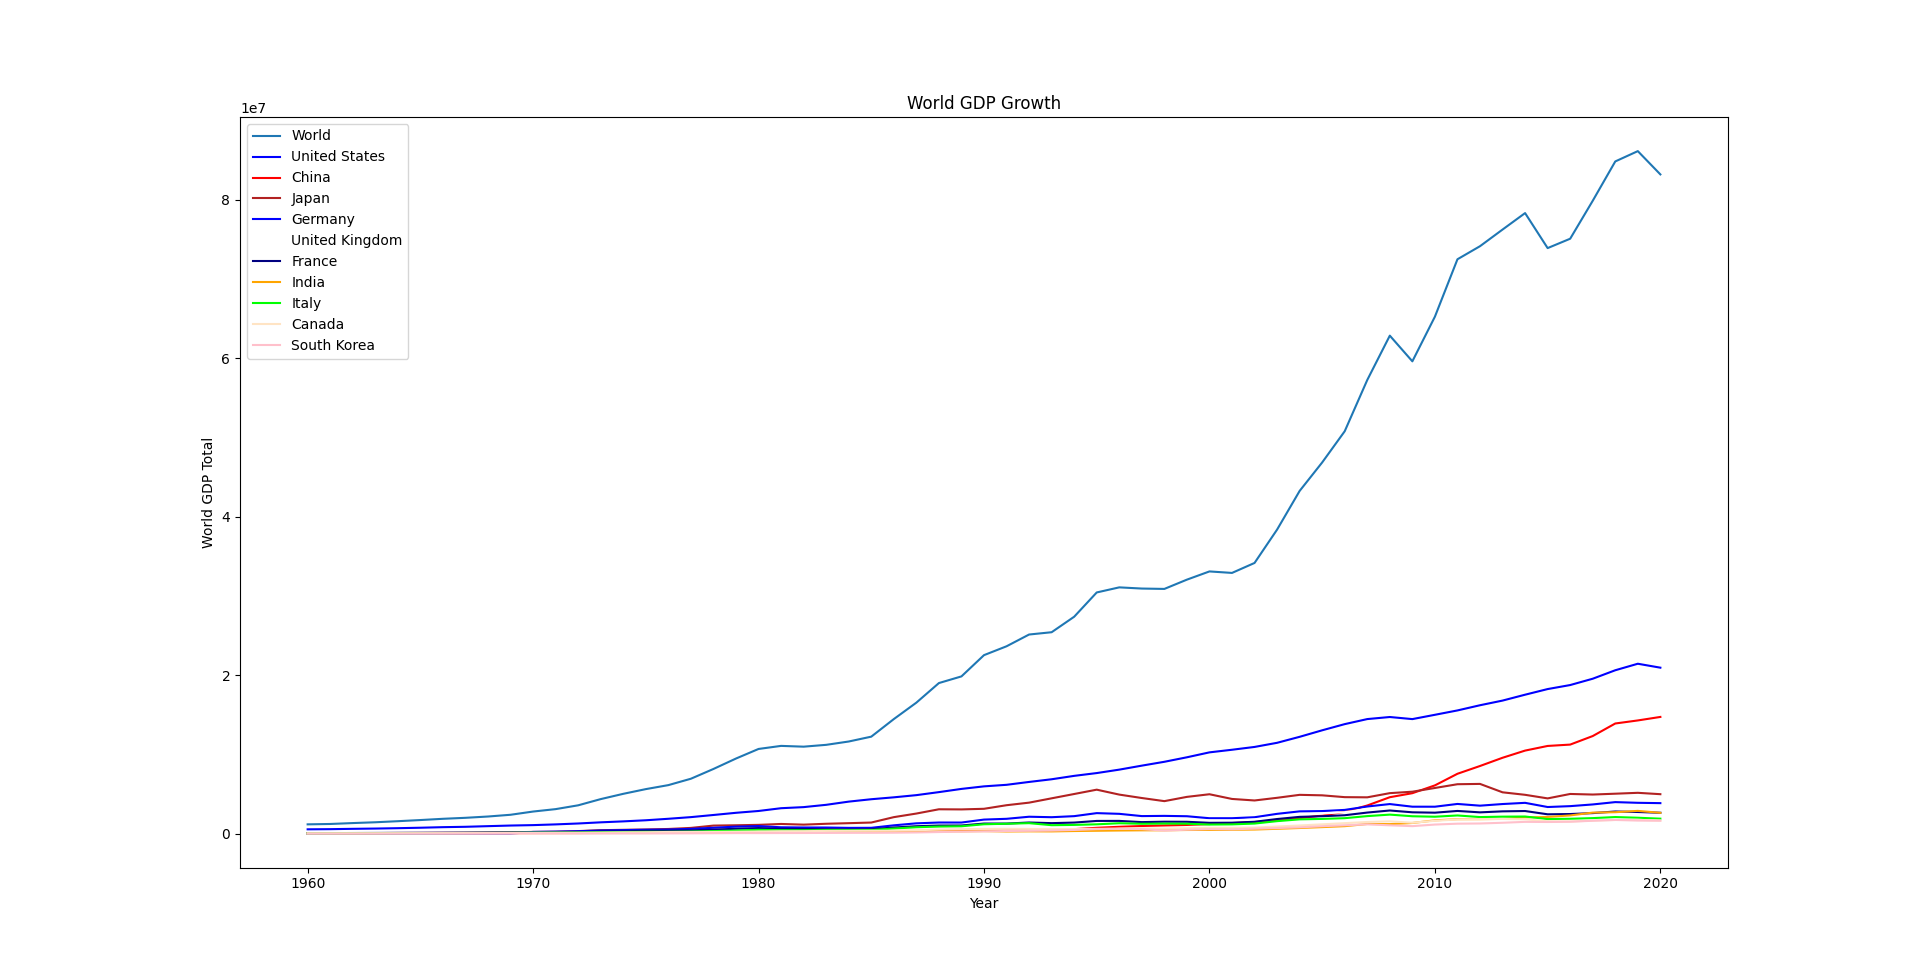 World GDP Growth
1e7
World
United States
China
Japan
Germany
United Kingdom
France
India
Italy
Canada
South Korea
8
6
4
2
0
World GDP Total
1960 1970 1980 1990 2000 2010 2020
Year